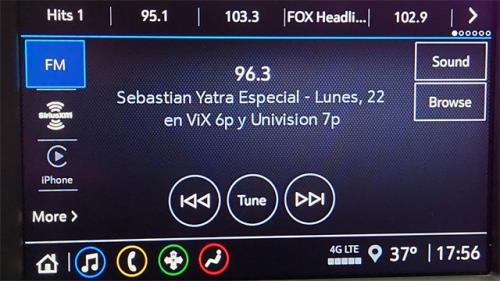 Hits 1 95.1 103.3 FOX Headli... 102.9
FM
96.3
Sound
Sebastian Yatra Especial - Lunes, 22
en ViX 6p y Univision 7p
Browse
SiriusXM
iPhone
Tune
More
4G LTE
37° 17:56